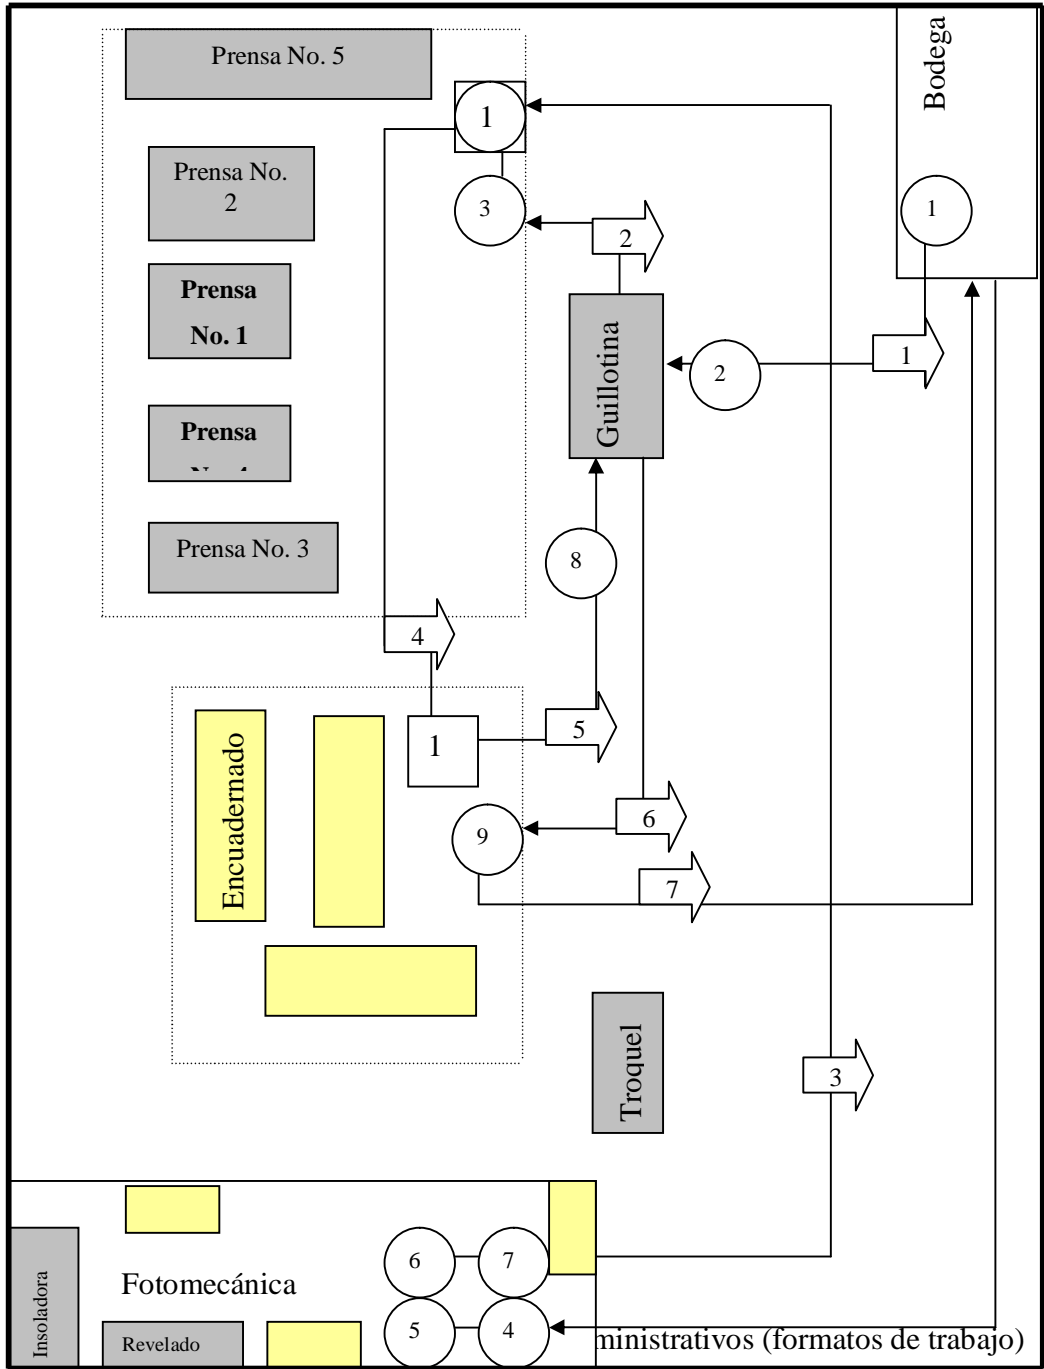 Prensa No. 5
Bodega
1
Prensa No.
2
3
1
2
Prensa
No. 1
Guillotina
2
1
Prensa
Prensa No. 3
8
4
Encuadernado
1
5
9
6
7
Troquel
3
6
7
Fotomecánica
Insoladora
Revelado
5
4
(formatos de trabajo)